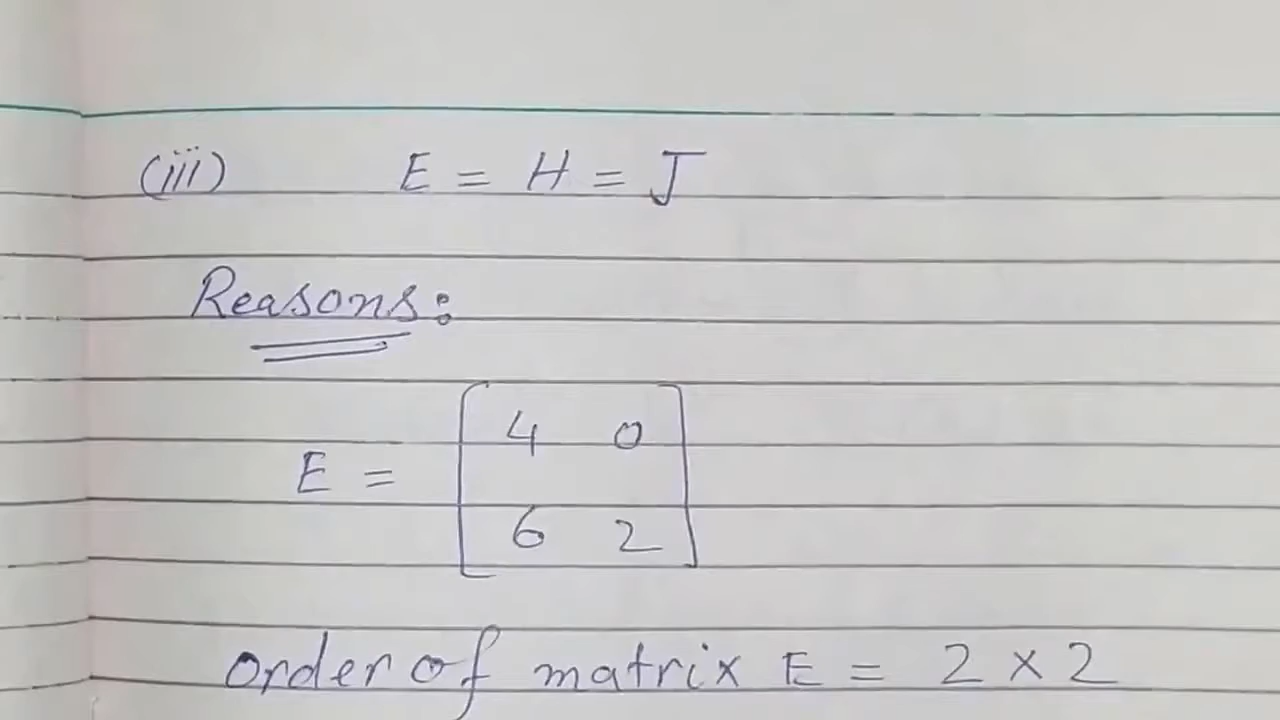 (iii) E = H = J
Reasons:
4 0
E =
6 2
order of matrix E = 2 × 2